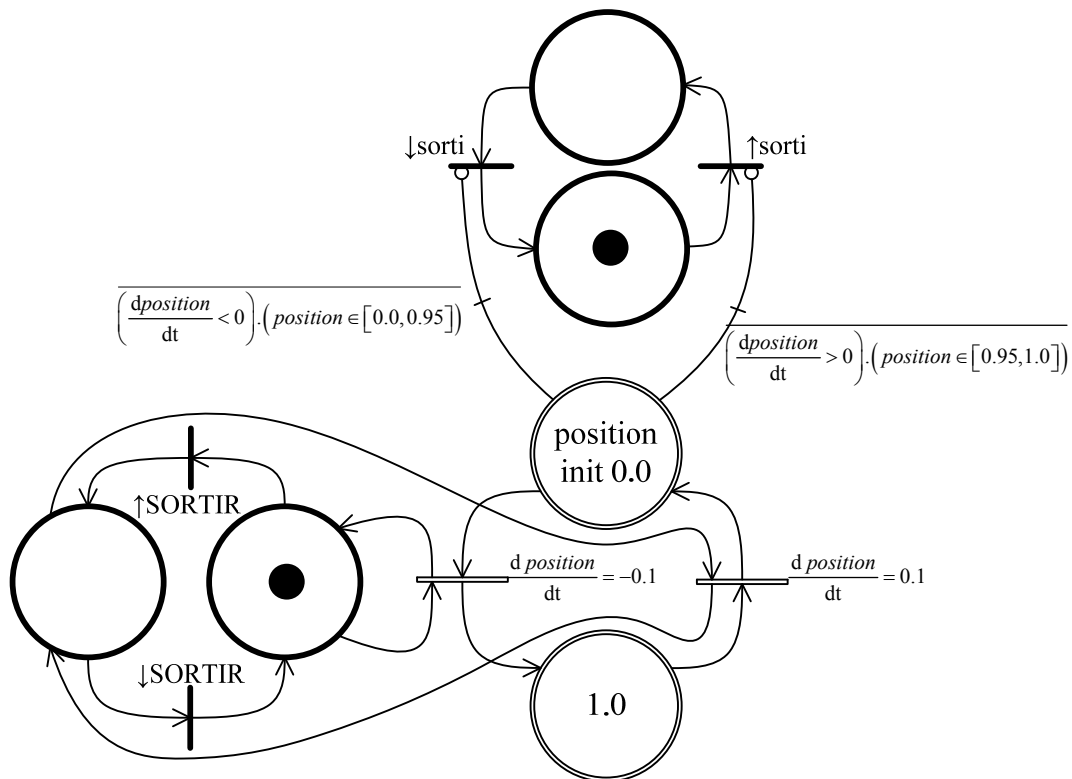 ↓sorti
↑sorti
(dposition/dt < 0).(position ∈ [0.0, 0.95])
(dposition/dt > 0).(position ∈ [0.95, 1.0])
position
init 0.0
↑SORTIR
d position/dt = −0.1
d position/dt = 0.1
↓SORTIR
1.0